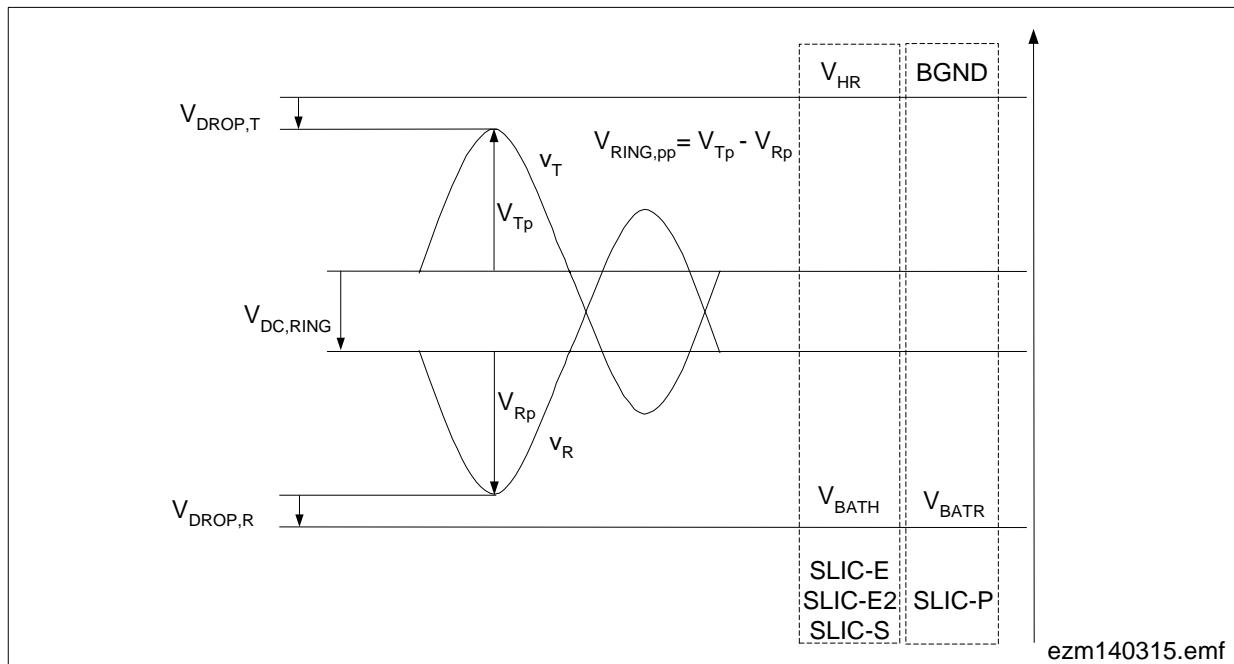 V_HR
BGND
V_DROP,T
V_RING,pp = V_Tp - V_Rp
v_T
V_Tp
V_DC,RING
V_Rp
v_R
V_DROP,R
V_BATH
V_BATR
SLIC-E
SLIC-E2
SLIC-S
SLIC-P
ezm140315.emf